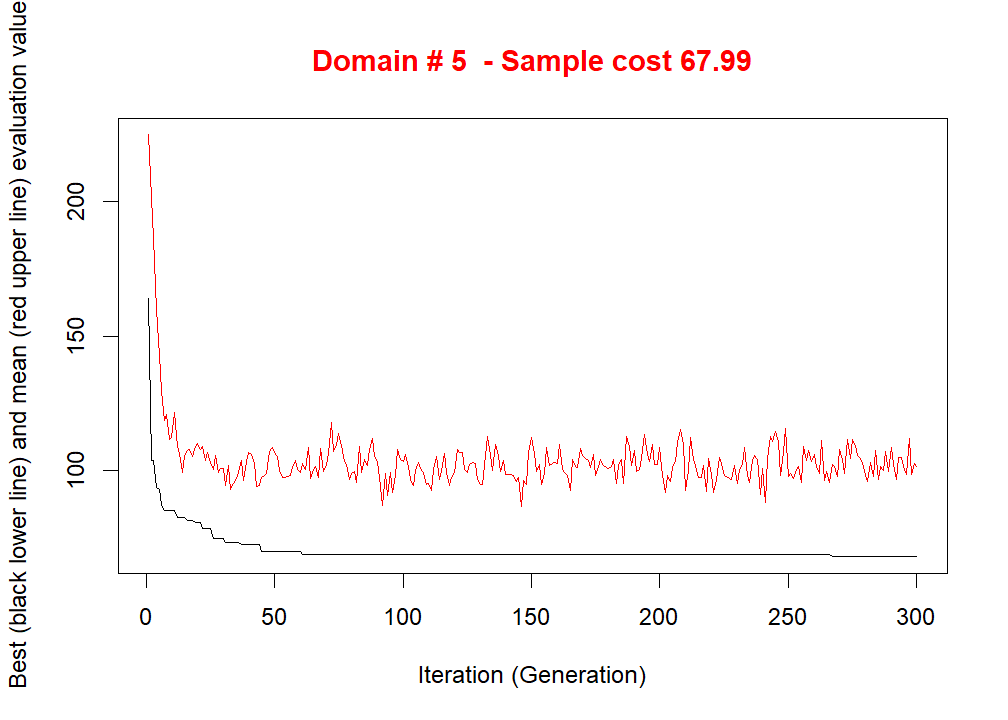 Domain # 5  - Sample cost 67.99
Best (black lower line) and mean (red upper line) evaluation value
200
150
100
0 50 100 150 200 250 300
Iteration (Generation)